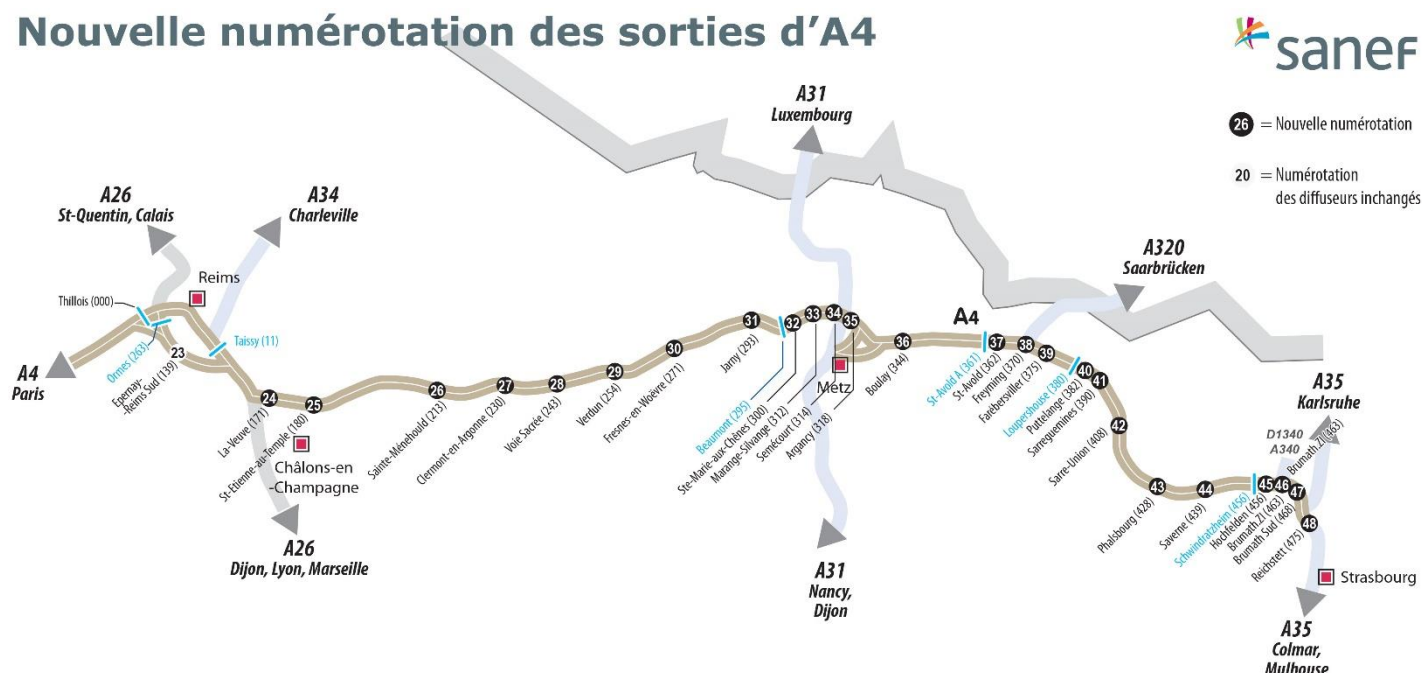 Nouvelle numérotation des sorties d’A4
sanef
26 = Nouvelle numérotation
20 = Numérotation
des diffuseurs inchangés
A31
Luxembourg
A26
St-Quentin, Calais
A34
Charleville
A320
Saarbrücken
Reims
Thillois (000)
Ormes (263)
23
Epernay-
-Reims Sud (139)
Taissy (11)
A4
Paris
24
La-Veuve (171)
25
St-Etienne-au-Temple (180)
Châlons-en
-Champagne
A26
Dijon, Lyon, Marseille
26
Sainte-Ménehould (213)
27
Clermont-en-Argonne (230)
28
Voie Sacrée (243)
29
Verdun (254)
30
Fresnes-en-Woëvre (271)
31
Jarny (293)
Beaumont (295)
32
Ste-Marie-aux-Chênes (300)
33
Marange-Silvange (312)
34
Semécourt (314)
35
Argancy (318)
Metz
A31
Nancy,
Dijon
36
Boulay (344)
A4
St-Avold A (361)
37
St-Avold (362)
38
Freyming (370)
39
Farébersviller (375)
Loupershouse (380)
40
Puttelange (382)
41
Sarreguemines (390)
42
Sarre-Union (408)
43
Phalsbourg (428)
44
Saverne (439)
Schwindratzheim (456)
45
Hochfelden (456)
46
Brumath.ZI (463)
47
Brumath Sud (468)
48
Reichstett (475)
D1340
A340
Brumath.ZI (463)
A35
Karlsruhe
Strasbourg
A35
Colmar,
Mulhouse